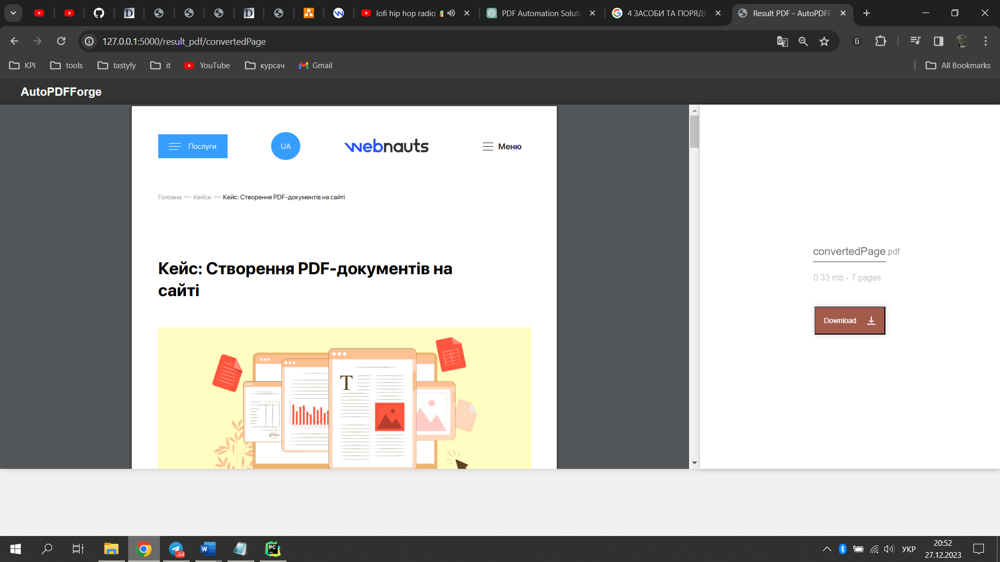 lofi hip hop radio
PDF Automation Soluti
4 ЗАСОБИ ТА ПОРЯДО
Result PDF - AutoPDFF
127.0.0.1:5000/result_pdf/convertedPage
KPI
tools
tastyfy
it
YouTube
курсач
Gmail
All Bookmarks
AutoPDFForge
Послуги
UA
webnauts
Меню
Головна — Кейси — Кейс: Створення PDF-документів на сайті
Кейс: Створення PDF-документів на
сайті
T
convertedPage.pdf
0.33 mb - 7 pages
Download
..64
W
PC
УКР
20:52
27.12.2023